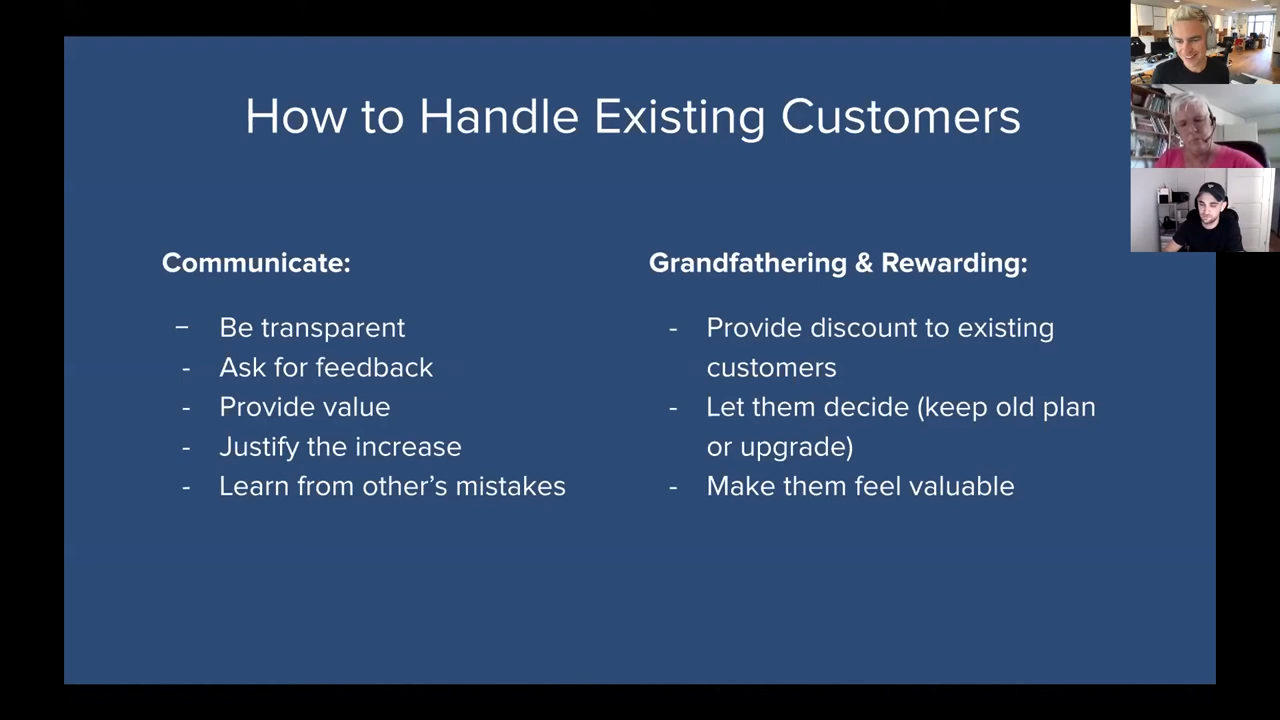 How to Handle Existing Customers
Communicate:
– Be transparent
- Ask for feedback
- Provide value
- Justify the increase
- Learn from other’s mistakes
Grandfathering & Rewarding:
- Provide discount to existing
customers
- Let them decide (keep old plan
or upgrade)
- Make them feel valuable